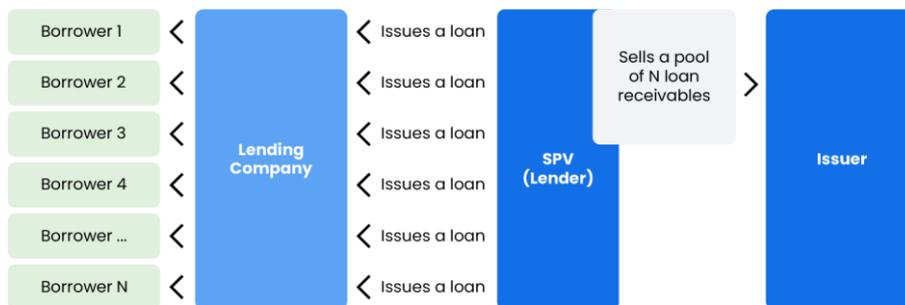 Borrower 1
Issues a loan
Borrower 2
Issues a loan
Borrower 3
Issues a loan
Borrower 4
Issues a loan
Borrower ...
Issues a loan
Borrower N
Issues a loan
Lending
Company
SPV
(Lender)
Sells a pool
of N loan
receivables
Issuer